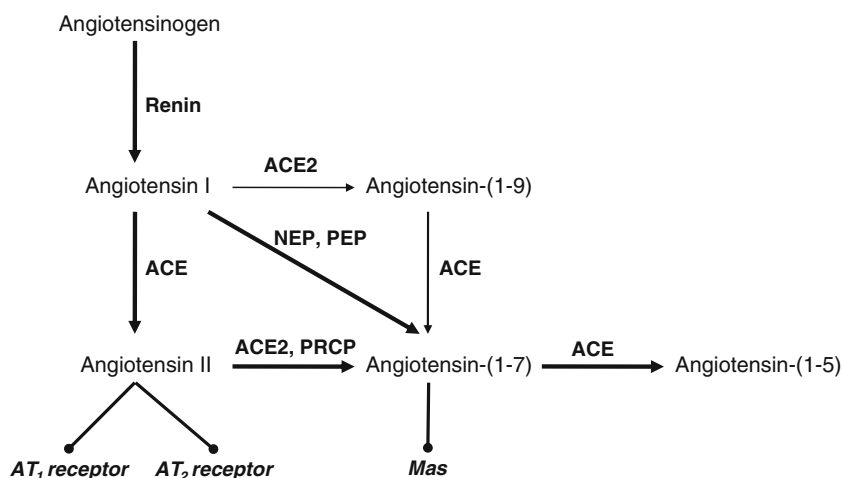 Angiotensinogen
Renin
Angiotensin I
ACE2
Angiotensin-(1-9)
NEP, PEP
ACE
ACE
Angiotensin II
ACE2, PRCP
Angiotensin-(1-7)
ACE
Angiotensin-(1-5)
AT1 receptor
AT2 receptor
Mas